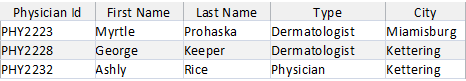 Physician Id First Name Last Name Type City
PHY2223 Myrtle Prohaska Dermatologist Miamisburg
PHY2228 George Keeper Dermatologist Kettering
PHY2232 Ashly Rice Physician Kettering